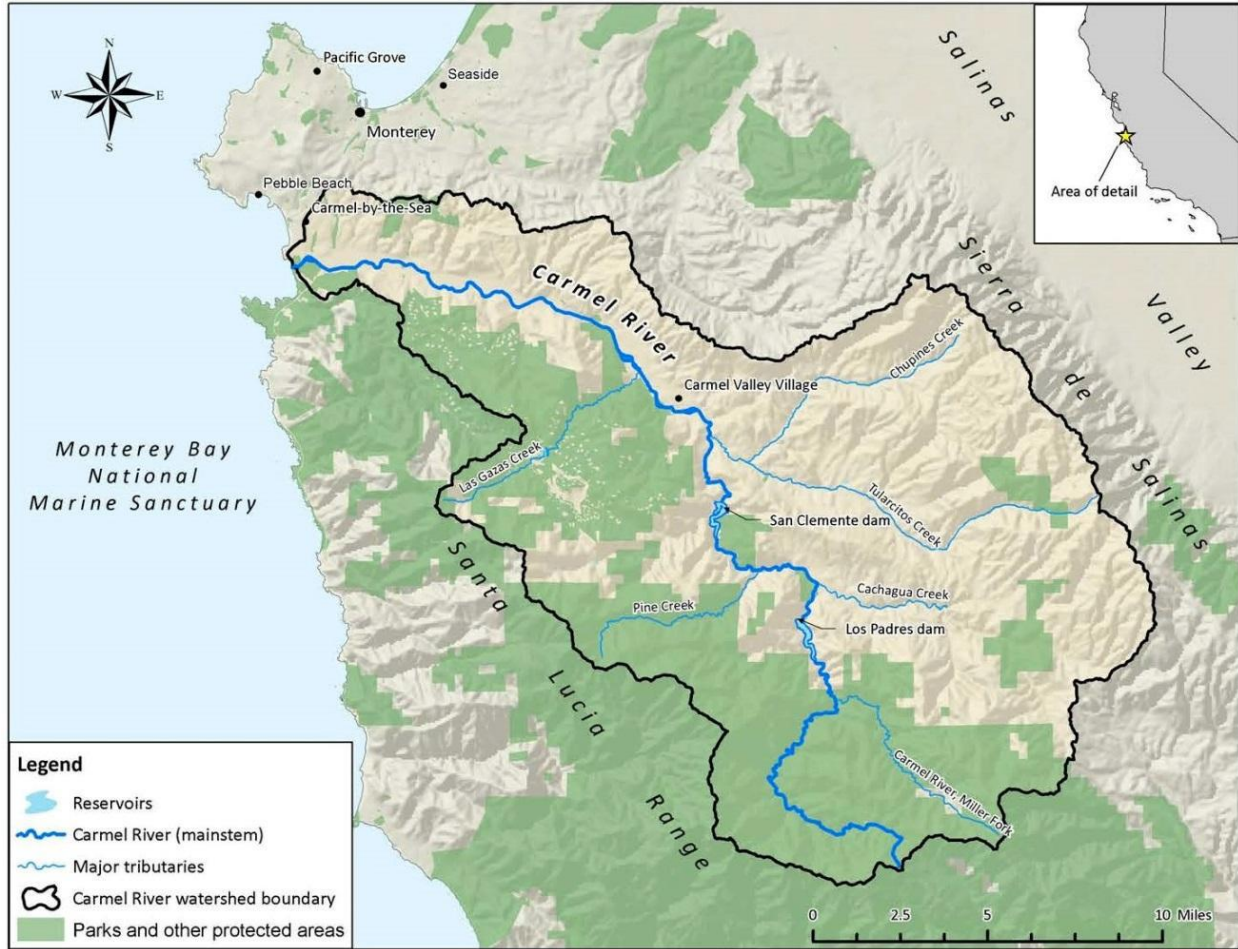 N
W
E
S
Pacific Grove
Seaside
Monterey
Pebble Beach
Carmel-by-the-Sea
Salinas
Valley
Area of detail
Sierra
de
Salinas
Carmel River
Chupines Creek
Carmel Valley Village
Las Gazas Creek
Tularcitos Creek
San Clemente dam
Monterey Bay
National
Marine Sanctuary
Santa
Lucia
Range
Pine Creek
Cachagua Creek
Los Padres dam
Carmel River, Miller Fork
Legend
Reservoirs
Carmel River (mainstem)
Major tributaries
Carmel River watershed boundary
Parks and other protected areas
0 2.5 5 10 Miles